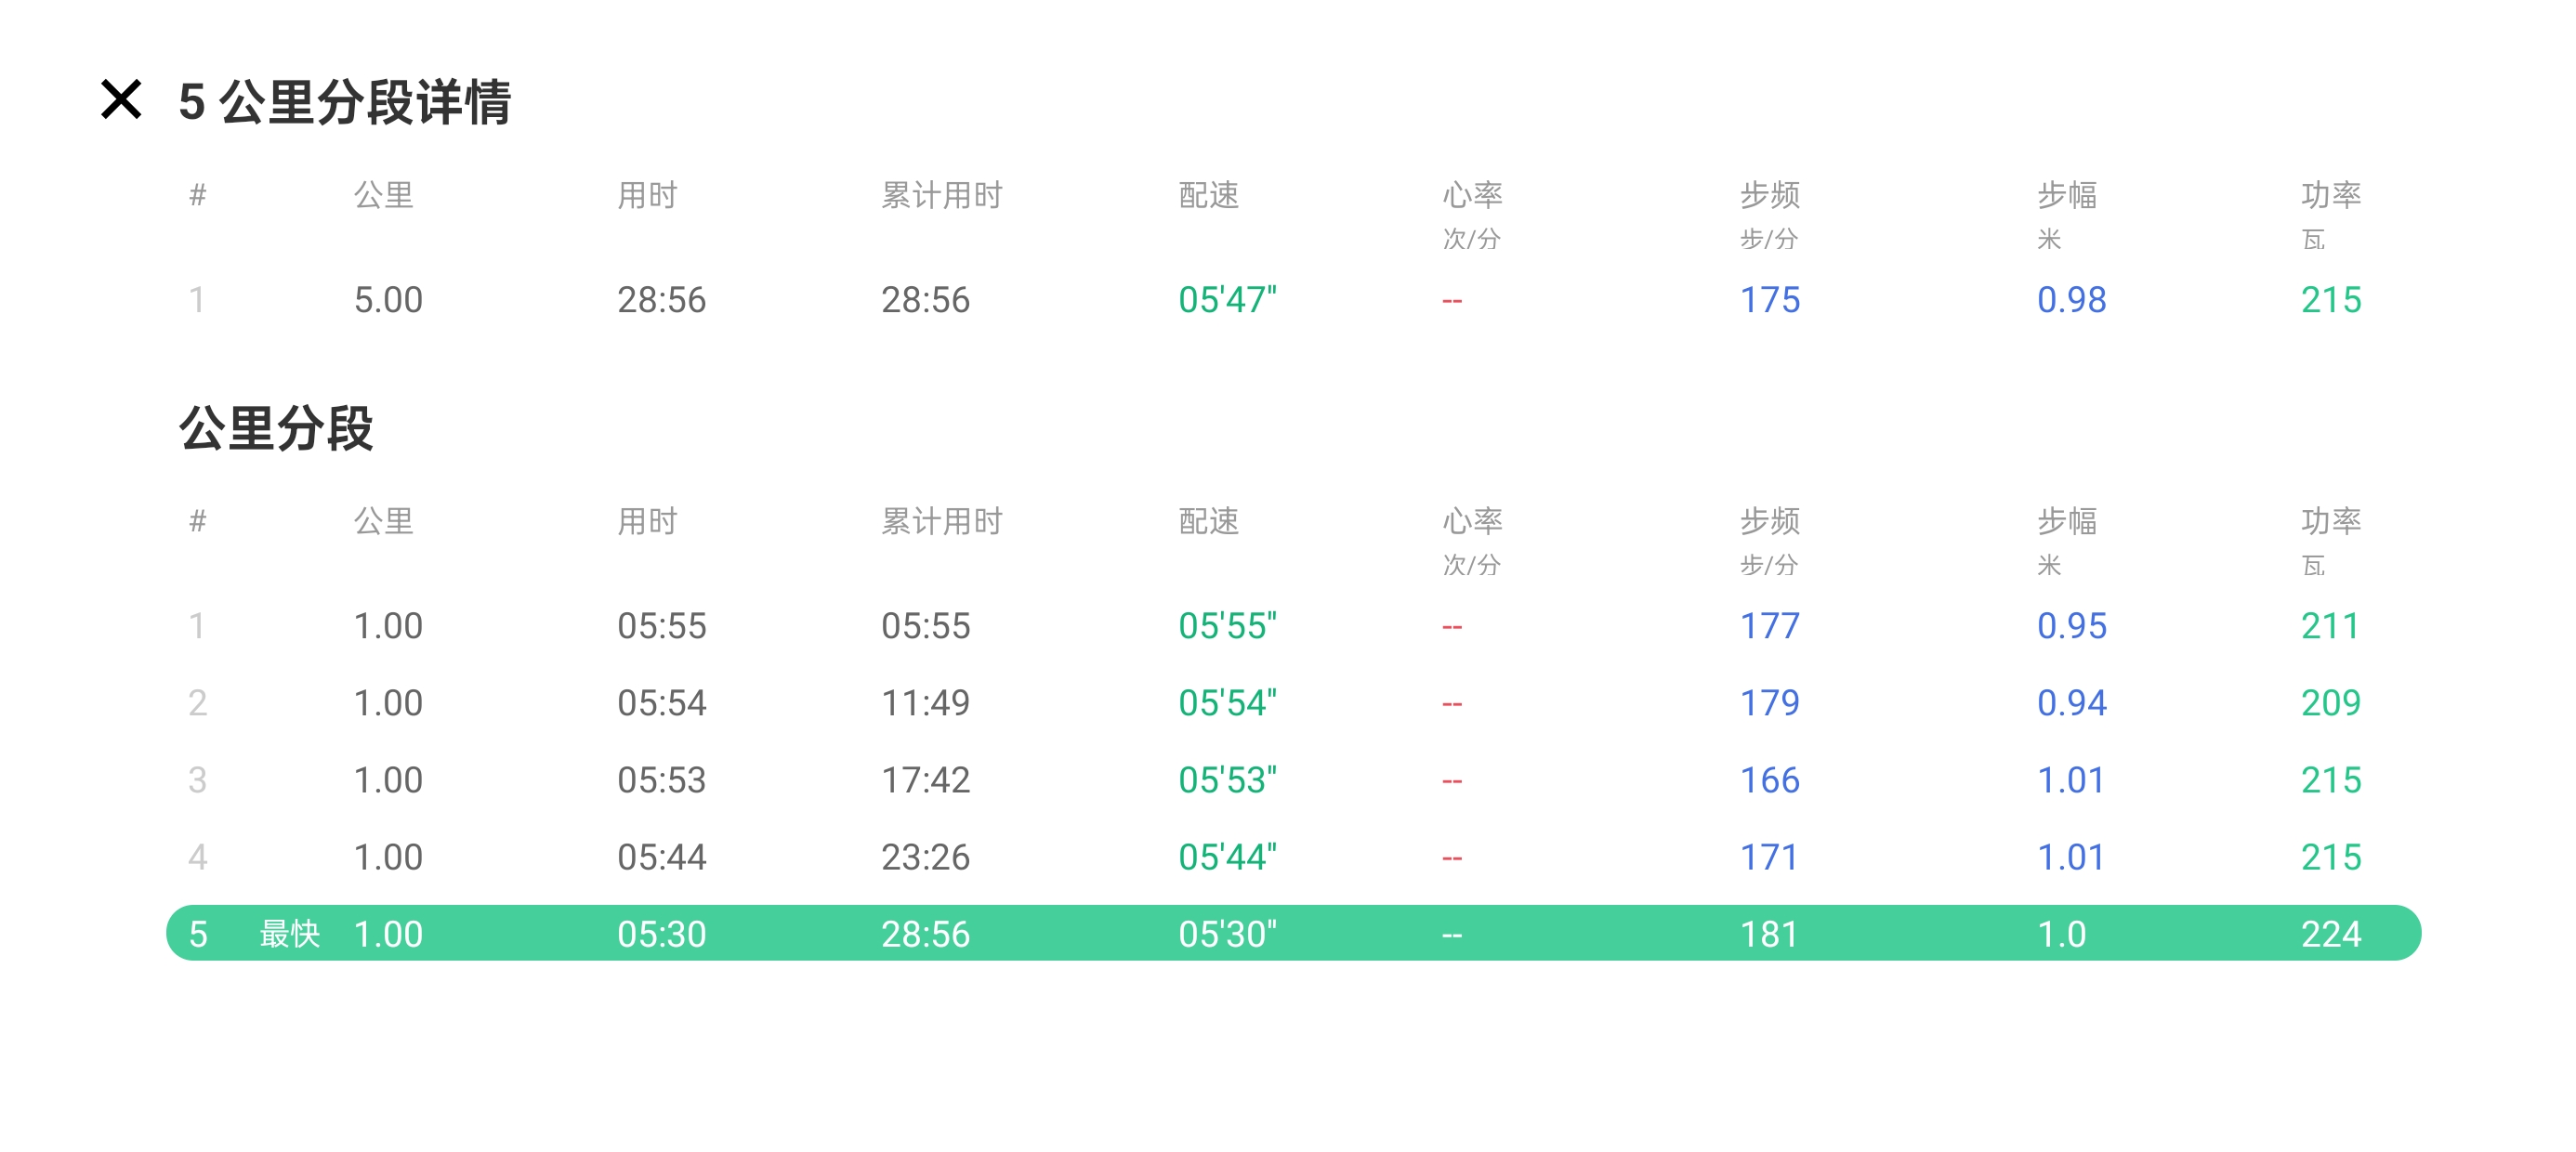 5 公里分段详情
# 公里 用时 累计用时 配速 心率 步频 步幅 功率
次/分 步/分 米 瓦
1 5.00 28:56 28:56 05'47" -- 175 0.98 215
公里分段
# 公里 用时 累计用时 配速 心率 步频 步幅 功率
次/分 步/分 米 瓦
1 1.00 05:55 05:55 05'55" -- 177 0.95 211
2 1.00 05:54 11:49 05'54" -- 179 0.94 209
3 1.00 05:53 17:42 05'53" -- 166 1.01 215
4 1.00 05:44 23:26 05'44" -- 171 1.01 215
5 最快 1.00 05:30 28:56 05'30" -- 181 1.0 224